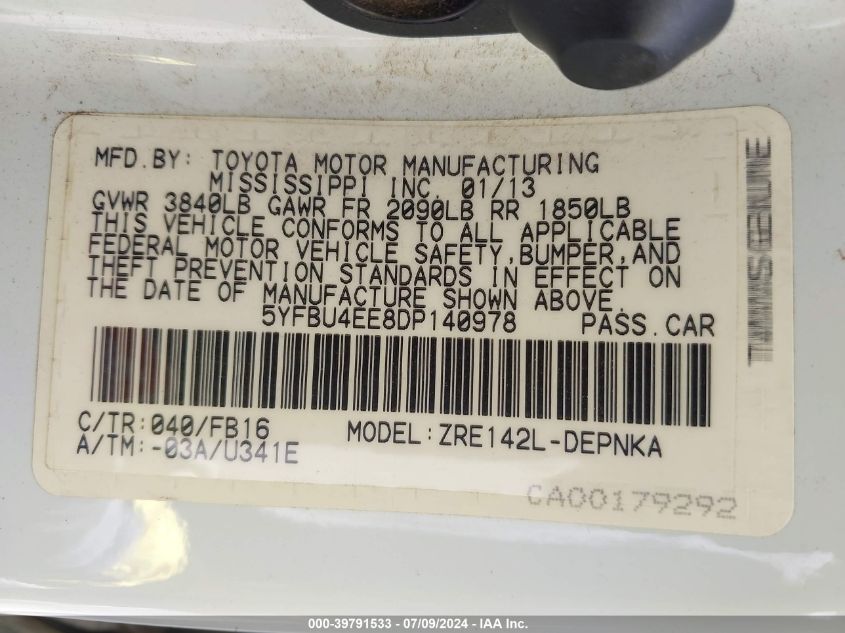 MFD.BY: TOYOTA MOTOR MANUFACTURING
MISSISSIPPI INC. 01/13
GVWR 3840LB GAWR FR 2090LB RR 1850LB
THIS VEHICLE CONFORMS TO ALL APPLICABLE
FEDERAL MOTOR VEHICLE SAFETY,BUMPER,AND
THEFT PREVENTION STANDARDS IN EFFECT ON
THE DATE OF MANUFACTURE SHOWN ABOVE.
5YFBU4EE8DP140978 PASS.CAR
C/TR:040/FB16 MODEL:ZRE142L-DEPNKA
A/TM:-03A/U341E
CA00179292
000-39791533 - 07/09/2024 - IAA Inc.